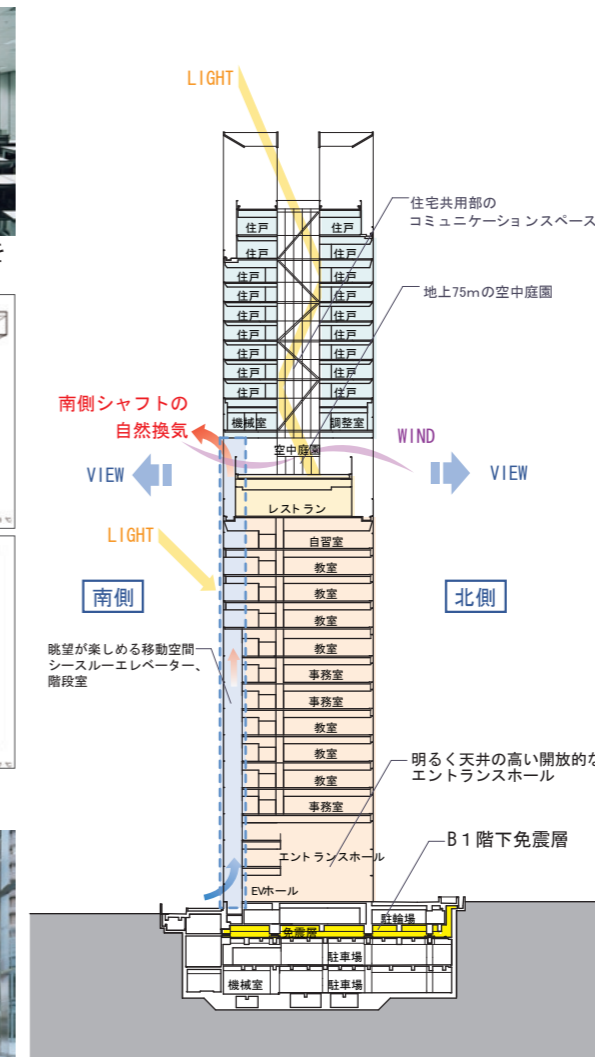 LIGHT
住宅共用部の
コミュニケーションスペース
住戸 住戸
住戸 住戸
住戸 住戸
住戸 住戸
住戸 住戸
住戸 住戸
住戸 住戸
住戸 住戸
住戸 住戸
地上75mの空中庭園
機械室 調整室
南側シャフトの
自然換気
WIND
空中庭園
VIEW
VIEW
レストラン
LIGHT
自習室
教室
教室
教室
南側
北側
教室
眺望が楽しめる移動空間
シースルーエレベーター、
階段室
事務室
事務室
教室
教室
教室
明るく天井の高い開放的な
エントランスホール
事務室
B1階下免震層
エントランスホール
EVホール
駐輪場
免震層
駐車場
機械室 駐車場